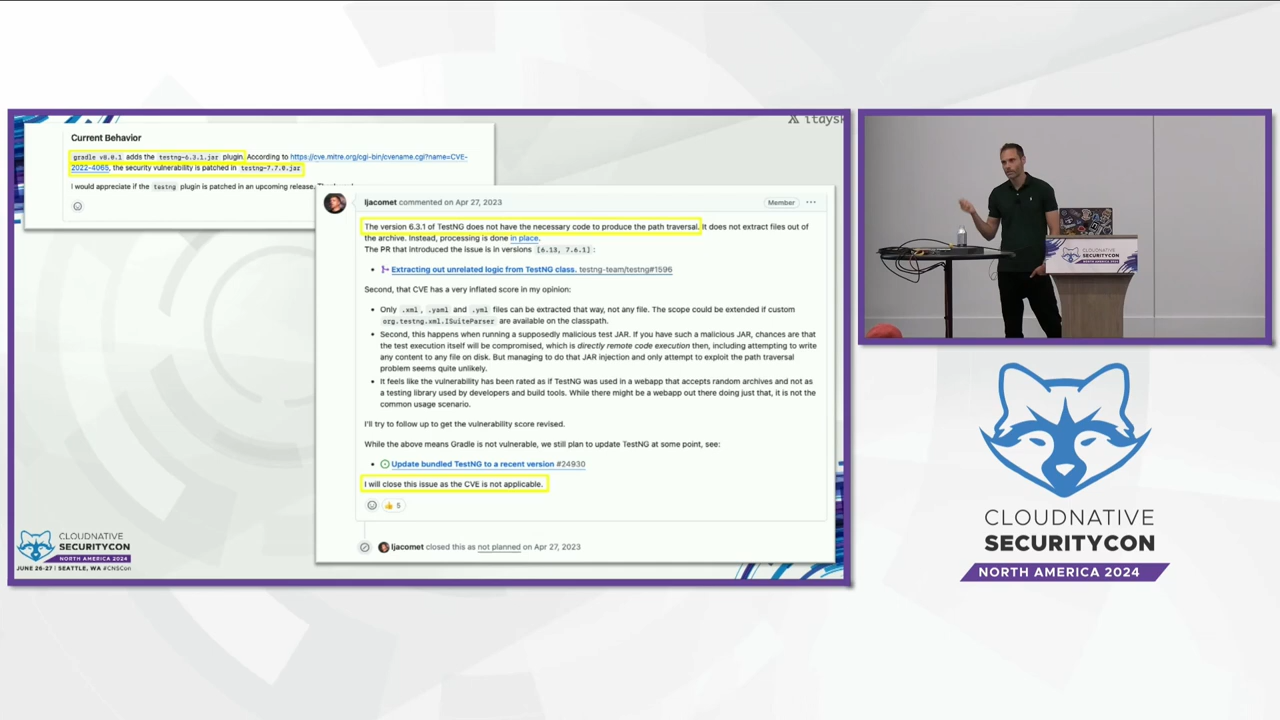 itaysk
Current Behavior
gradle v8.0.1 adds the testng-6.3.1.jar plugin. According to https://cve.mitre.org/cgi-bin/cvename.cgi?name=CVE-
2022-4065, the security vulnerability is patched in testng-7.7.0.jar
I would appreciate if the testng plugin is patched in an upcoming release.
ljacomet commented on Apr 27, 2023
Member
The version 6.3.1 of TestNG does not have the necessary code to produce the path traversal. It does not extract files out of
the archive. Instead, processing is done in place.
The PR that introduced the issue is in versions [6.13, 7.6.1] :
• Extracting out unrelated logic from TestNG class. testng-team/testng#1596
Second, that CVE has a very inflated score in my opinion:
• Only .xml, .yaml and .yml files can be extracted that way, not any file. The scope could be extended if custom
org.testng.xml.ISuiteParser are available on the classpath.
• Second, this happens when running a supposedly malicious test JAR. If you have such a malicious JAR, chances are that
the test execution itself will be compromised, which is directly remote code execution then, including attempting to write
any content to any file on disk. But managing to do that JAR injection and only attempt to exploit the path traversal
problem seems quite unlikely.
• It feels like the vulnerability has been rated as if TestNG was used in a webapp that accepts random archives and not as
a testing library used by developers and build tools. While there might be a webapp out there doing just that, it is not the
common usage scenario.
I'll try to follow up to get the vulnerability score revised.
While the above means Gradle is not vulnerable, we still plan to update TestNG at some point, see:
• Update bundled TestNG to a recent version #24930
I will close this issue as the CVE is not applicable.
5
ljacomet closed this as not planned on Apr 27, 2023
CLOUDNATIVE
SECURITYCON
NORTH AMERICA 2024
JUNE 26-27 | SEATTLE, WA #CNSCon
CLOUDNATIVE
SECURITYCON
NORTH AMERICA 2024
CLOUDNATIVE
SECURITYCON
NORTH AMERICA 2024